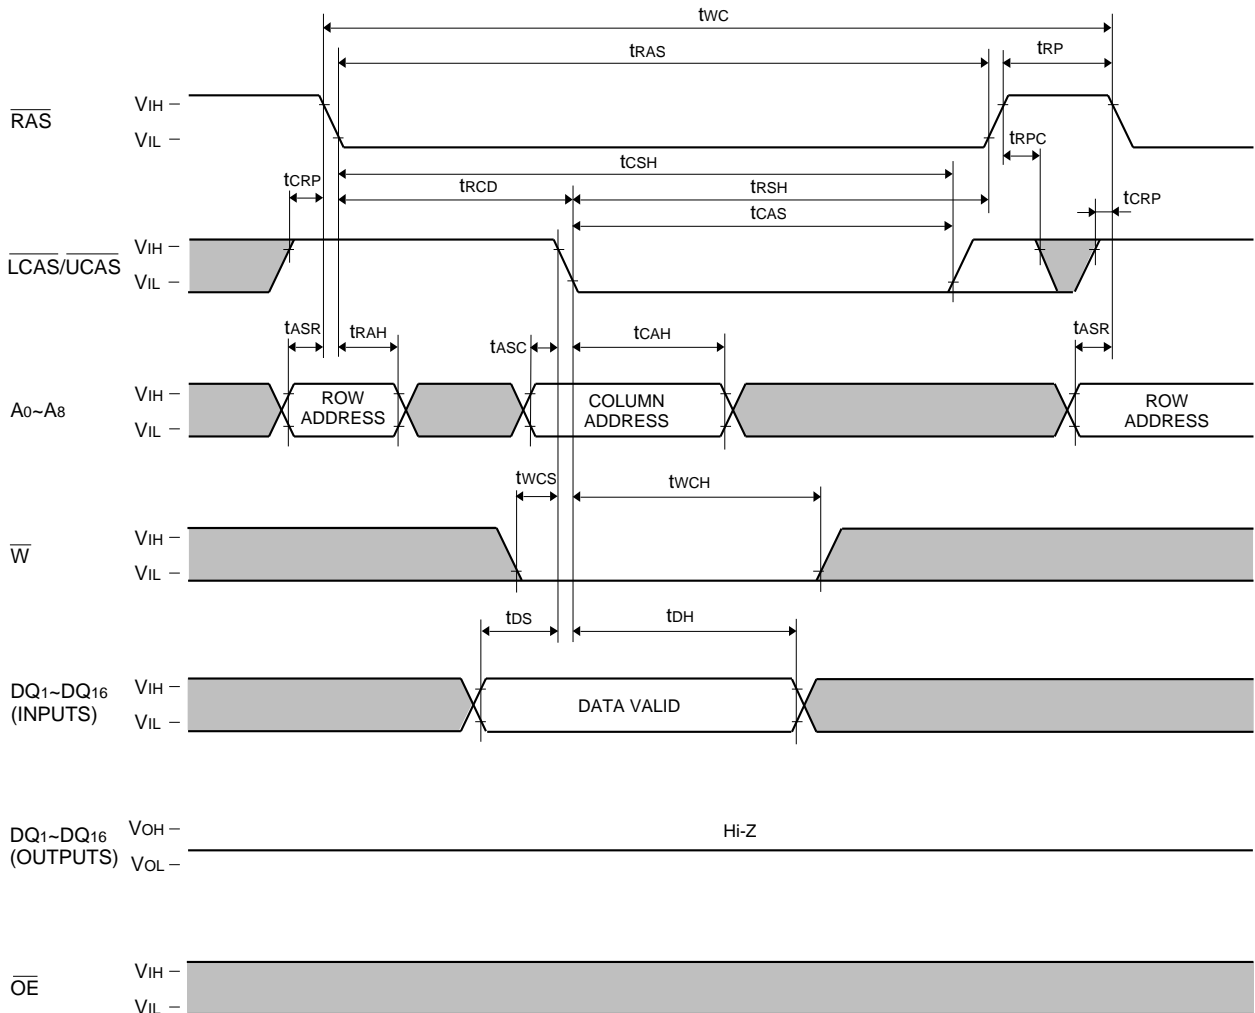 tWC
tRAS
tRP
RAS
VIH
VIL
tRPC
tCSH
tCRP
tRCD
tRSH
tCRP
tCAS
LCAS/UCAS
VIH
VIL
tASR
tRAH
tASC
tCAH
tASR
A0~A8
VIH
VIL
ROW
ADDRESS
COLUMN
ADDRESS
ROW
ADDRESS
tWCS
tWCH
W
VIH
VIL
tDS
tDH
DQ1~DQ16
(INPUTS)
VIH
VIL
DATA VALID
DQ1~DQ16
(OUTPUTS)
VOH
VOL
Hi-Z
OE
VIH
VIL